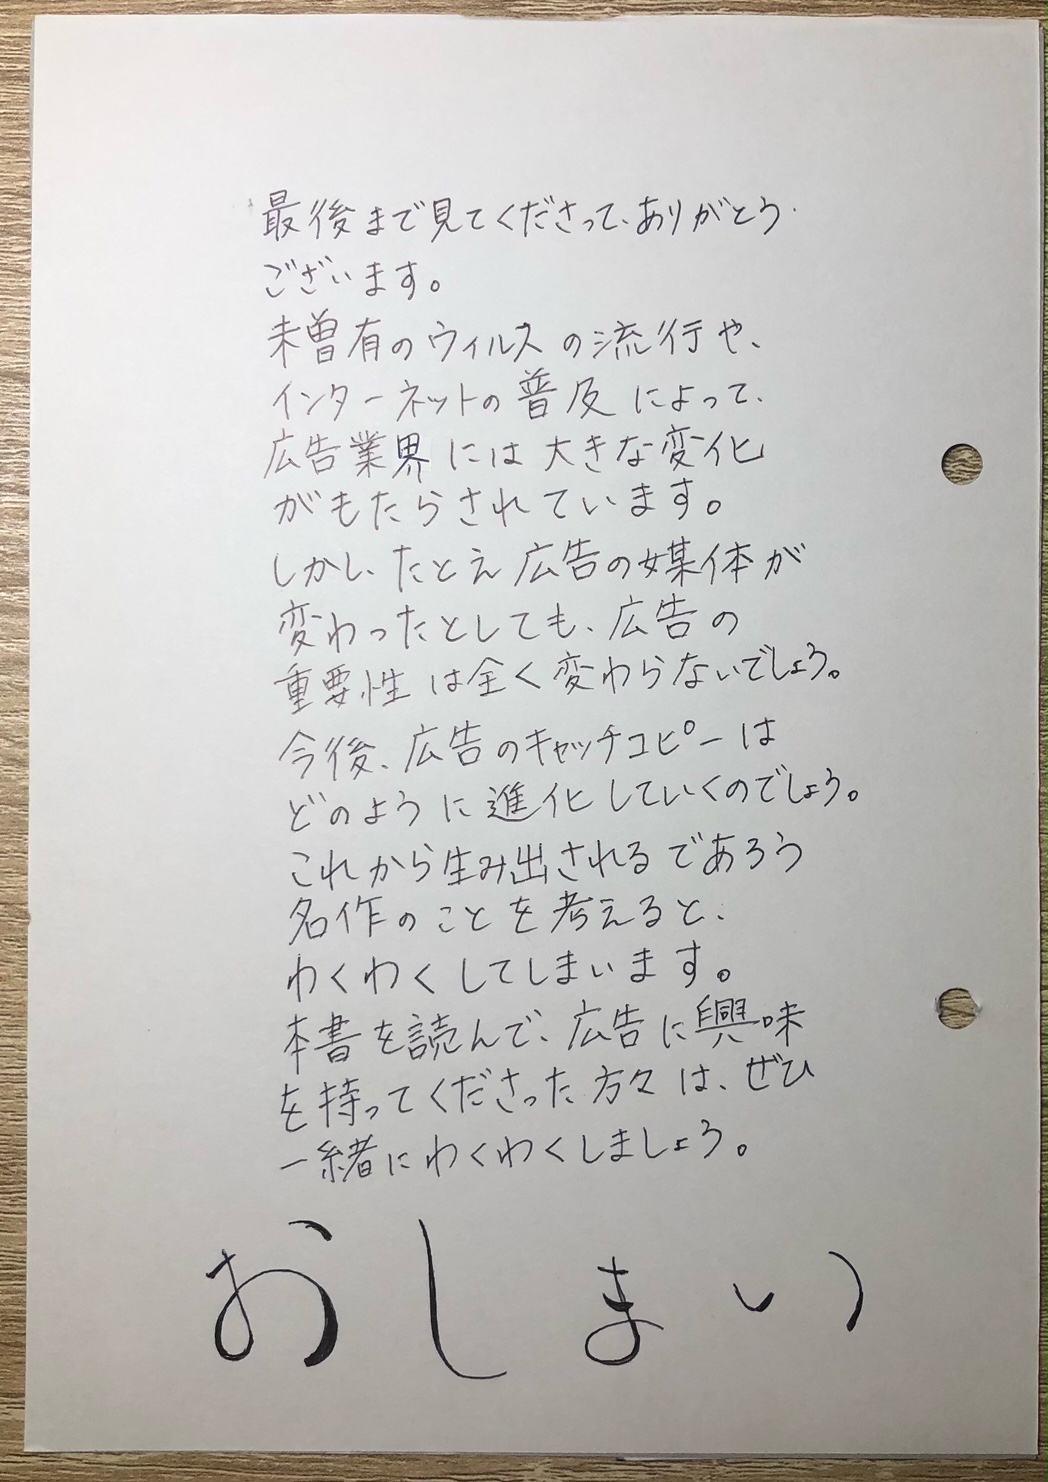 最後まで見てくださって、ありがとう
ございます。
未曽有のウィルスの流行や、
インターネットの普及によって、
広告業界には大きな変化
がもたらされています。
しかし、たとえ広告の媒体が
変わったとしても、広告の
重要性は全く変わらないでしょう。
今後、広告のキャッチコピーは
どのように進化していくのでしょう。
これから生み出されるであろう
名作のことを考えると、
わくわくしてしまいます。
本書を読んで、広告に興味
を持ってくださった方々は、ぜひ
一緒にわくわくしましょう。
おしまい